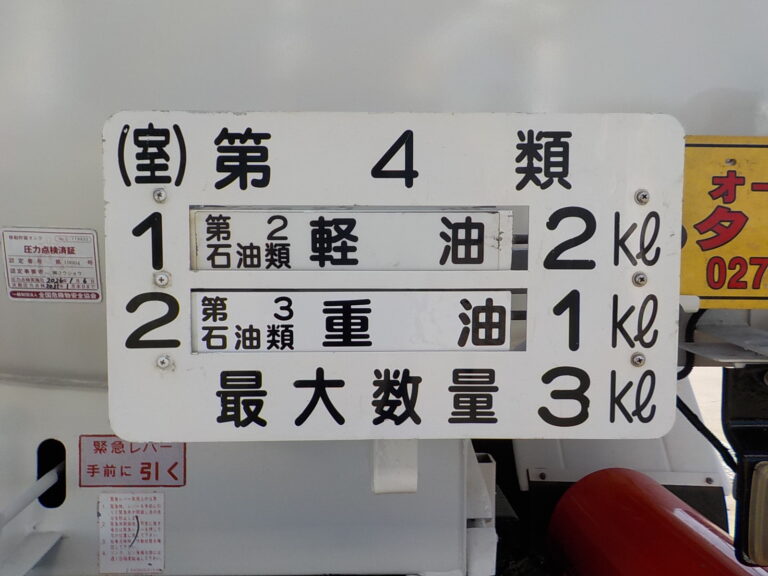 (室) 第 4 類
1 第2石油類 軽油 2kℓ
2 第3石油類 重油 1kℓ
最大数量 3kℓ
オー
タ
027
圧力点検済証
緊急レバー
手前に引く